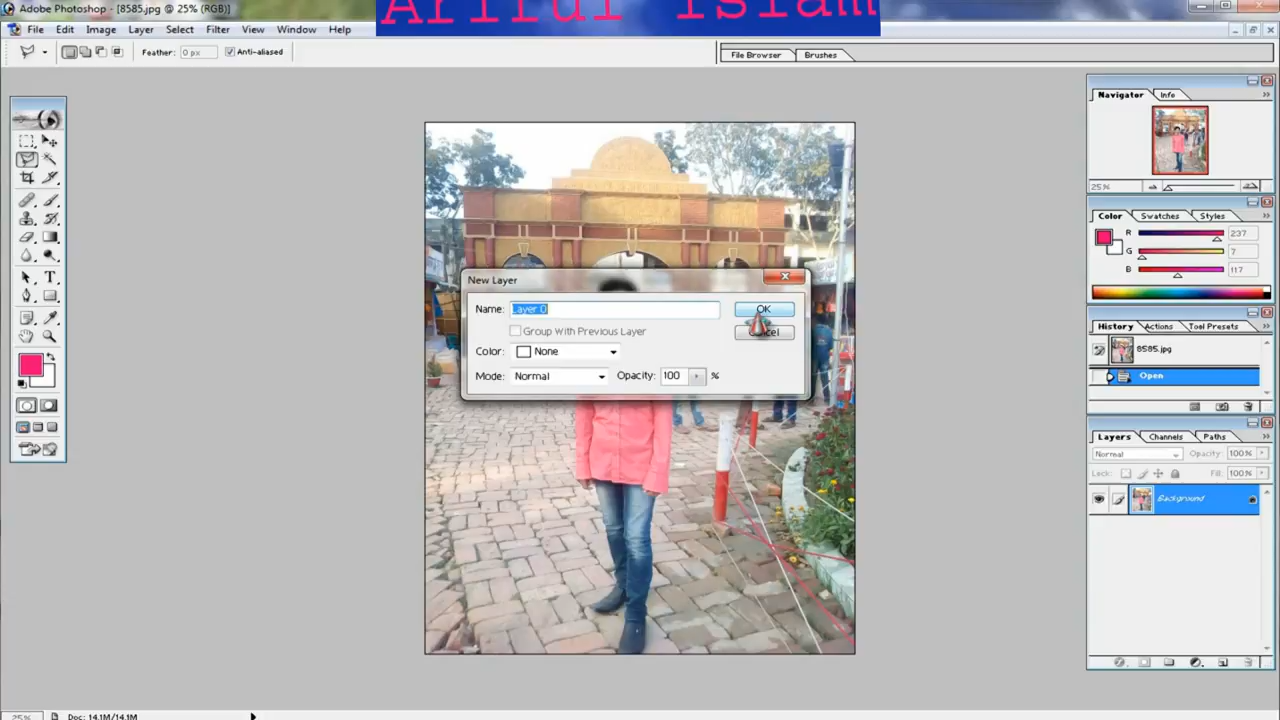 Adobe Photoshop - [8585.jpg @ 25% (RGB)]
Ariful islam
File Edit Image Layer Select Filter View Window Help
Feather: 0 px Anti-aliased
File Browser Brushes
Navigator Info
25%
Color Swatches Styles
R 237
G 7
B 117
New Layer
Name: Layer 0 OK
Group With Previous Layer Cancel
Color: None
Mode: Normal Opacity: 100 %
History Actions Tool Presets
8585.jpg
Open
Layers Channels Paths
Normal Opacity: 100%
Lock: Fill: 100%
Background
25% Doc: 14.1M/14.1M